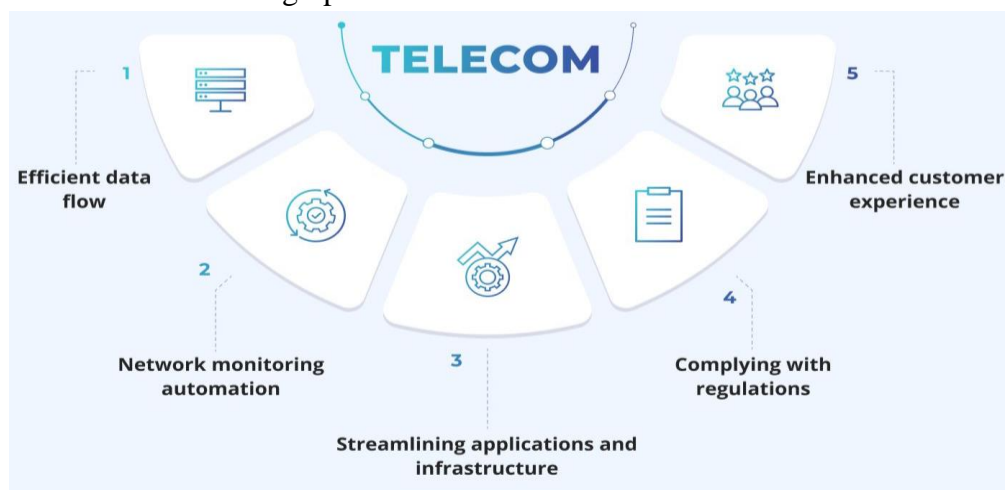 TELECOM
1
Efficient data
flow
2
Network monitoring
automation
3
Streamlining applications and
infrastructure
4
Complying with
regulations
5
Enhanced customer
experience